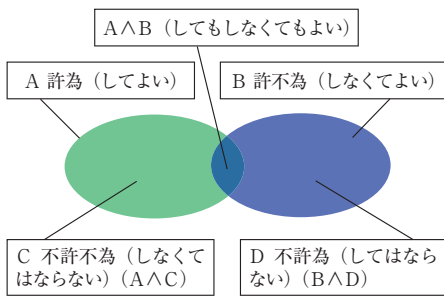 A∧B（してもしなくてもよい）
A 許為（してよい）
B 許不為（しなくてよい）
C 不許不為（しなくて
はならない）（A∧C）
D 不許為（してはなら
ない）（B∧D）